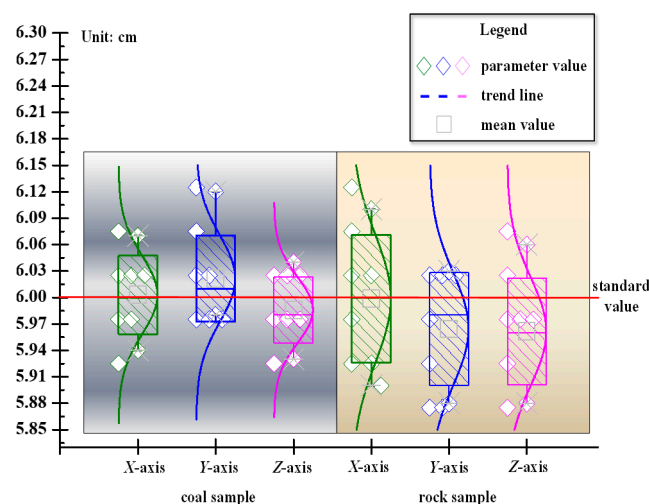 Unit: cm
Legend
parameter value
trend line
mean value
6.30
6.27
6.24
6.21
6.18
6.15
6.12
6.09
6.06
6.03
6.00
5.97
5.94
5.91
5.88
5.85
standard
value
X-axis Y-axis Z-axis X-axis Y-axis Z-axis
coal sample rock sample